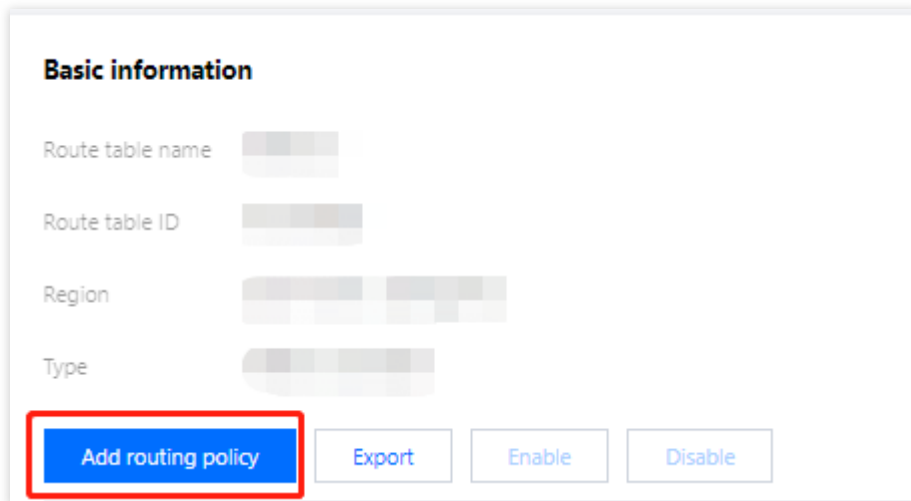 Basic information
Route table name
Route table ID
Region
Type
Add routing policy Export Enable Disable